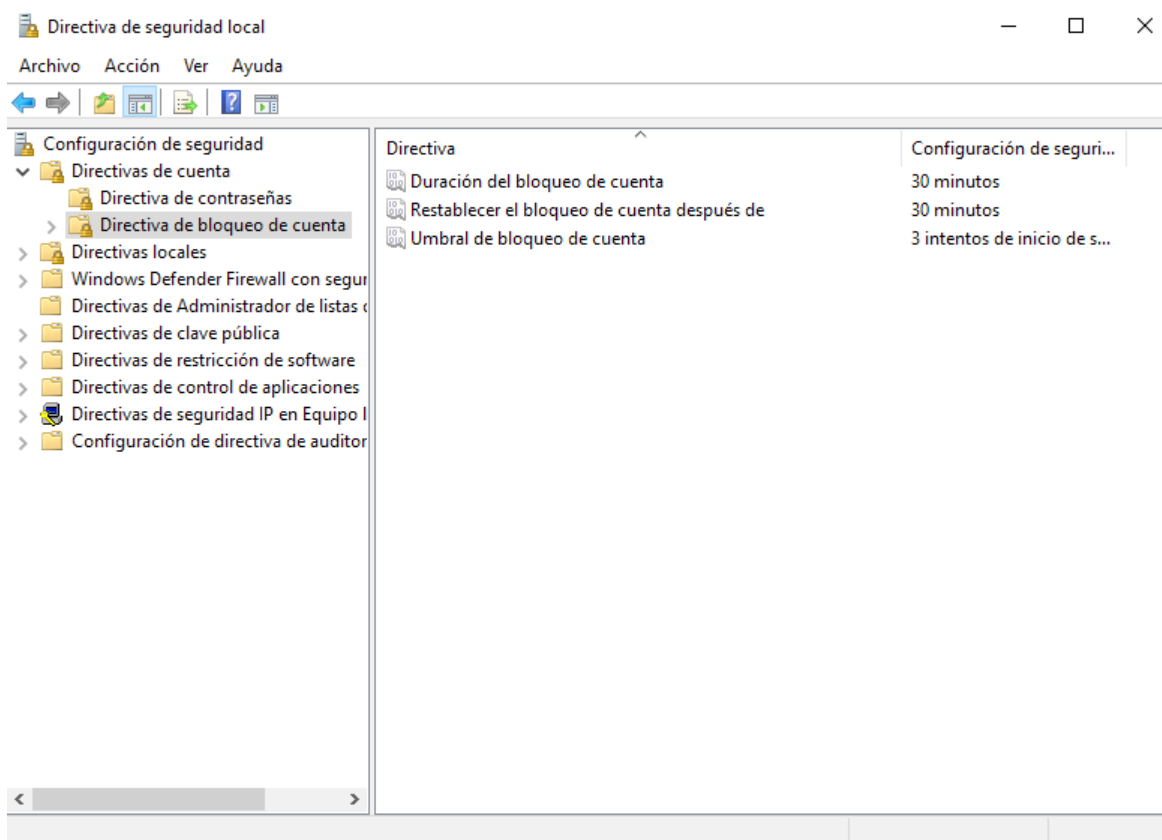 Directiva de seguridad local
Archivo Acción Ver Ayuda
Configuración de seguridad
Directivas de cuenta
Directiva de contraseñas
Directiva de bloqueo de cuenta
Directivas locales
Windows Defender Firewall con segur
Directivas de Administrador de listas
Directivas de clave pública
Directivas de restricción de software
Directivas de control de aplicaciones
Directivas de seguridad IP en Equipo l
Configuración de directiva de auditor
Directiva Configuración de seguri...
Duración del bloqueo de cuenta 30 minutos
Restablecer el bloqueo de cuenta después de 30 minutos
Umbral de bloqueo de cuenta 3 intentos de inicio de s...